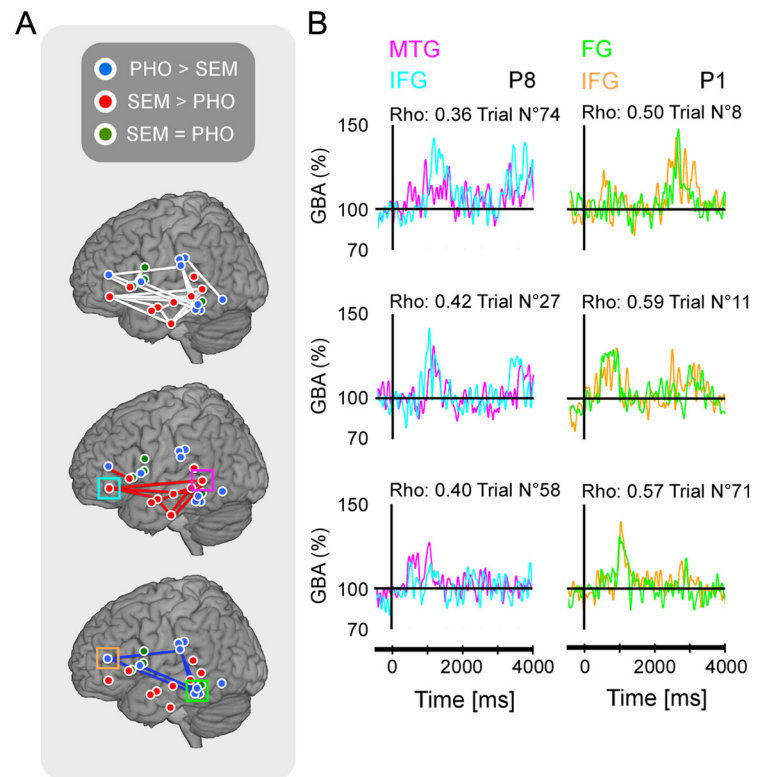 A
PHO > SEM
SEM > PHO
SEM = PHO
B
MTG
IFG P8
Rho: 0.36 Trial N°74
150
100
70
GBA (%)
FG
IFG P1
Rho: 0.50 Trial N°8
Rho: 0.42 Trial N°27
150
100
70
GBA (%)
Rho: 0.59 Trial N°11
Rho: 0.40 Trial N°58
150
100
70
GBA (%)
Rho: 0.57 Trial N°71
0 2000 4000
Time [ms]
0 2000 4000
Time [ms]